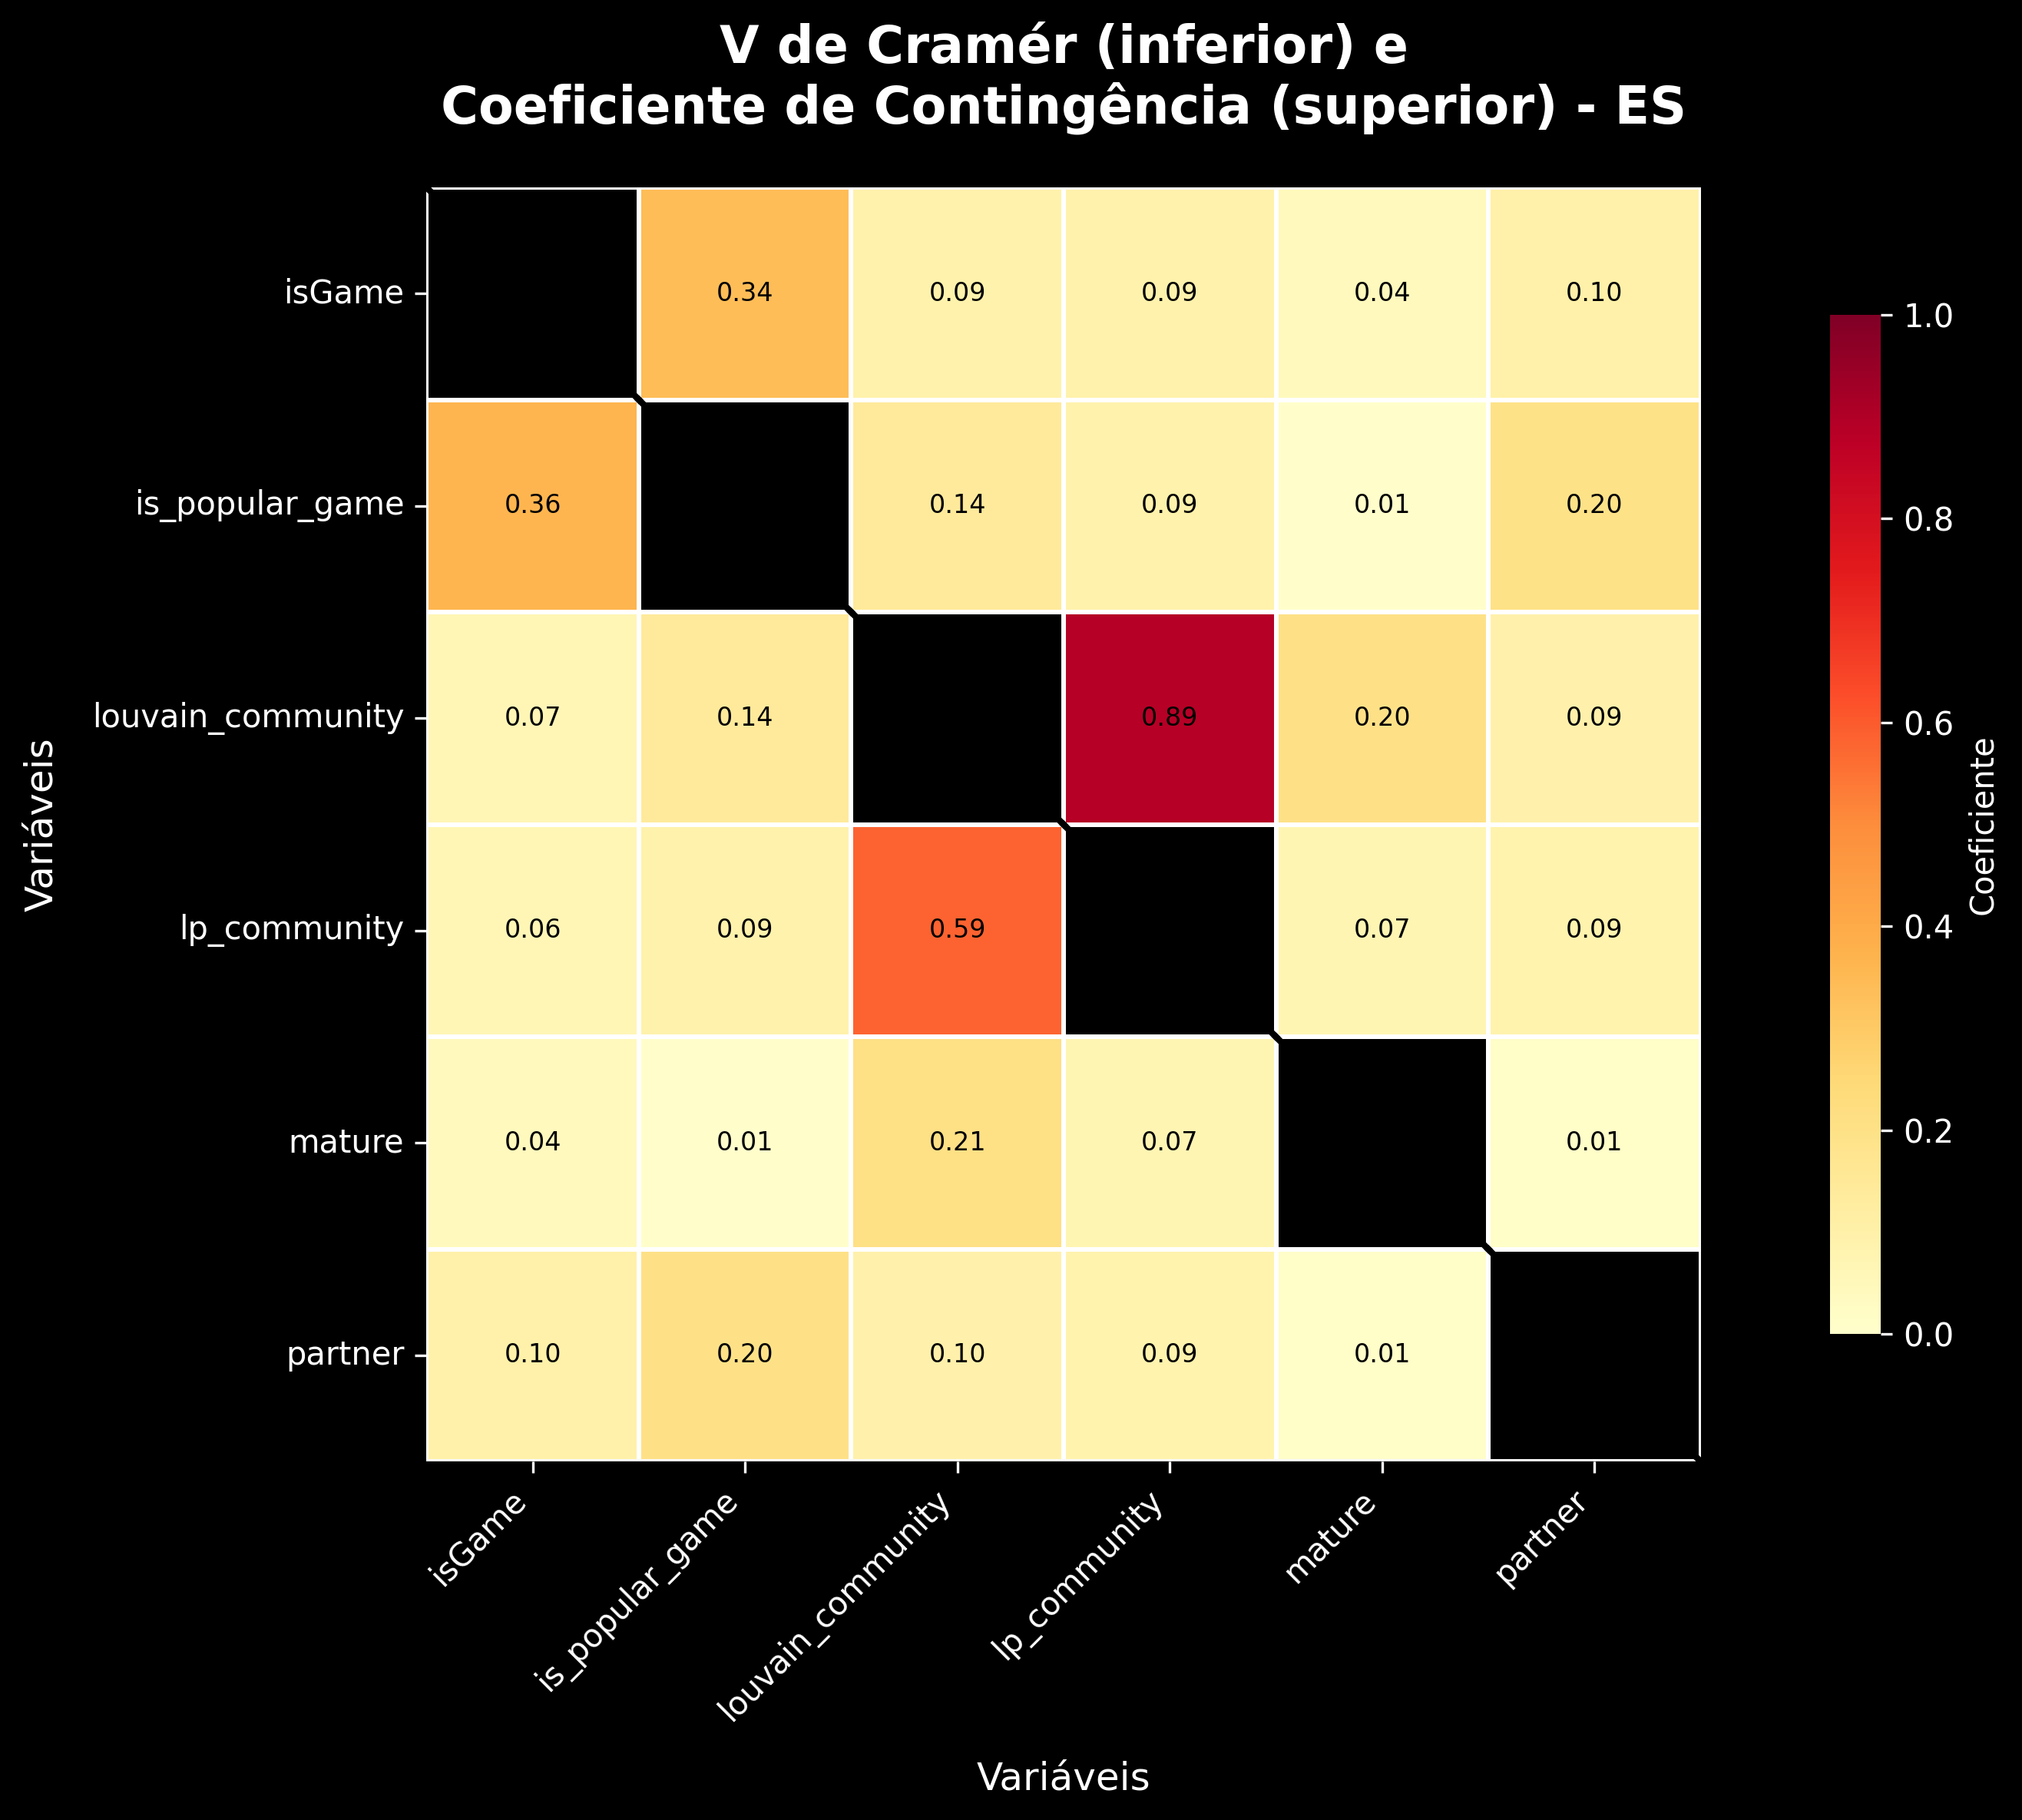 V de Cramér (inferior) e
Coeficiente de Contingência (superior) - ES
Variáveis
isGame
0.34
0.09
0.09
0.04
0.10
is_popular_game
0.36
0.14
0.09
0.01
0.20
louvain_community
0.07
0.14
0.89
0.20
0.09
lp_community
0.06
0.09
0.59
0.07
0.09
mature
0.04
0.01
0.21
0.07
0.01
partner
0.10
0.20
0.10
0.09
0.01
isGame
is_popular_game
louvain_community
lp_community
mature
partner
Variáveis
1.0
0.8
0.6
0.4
0.2
0.0
Coeficiente